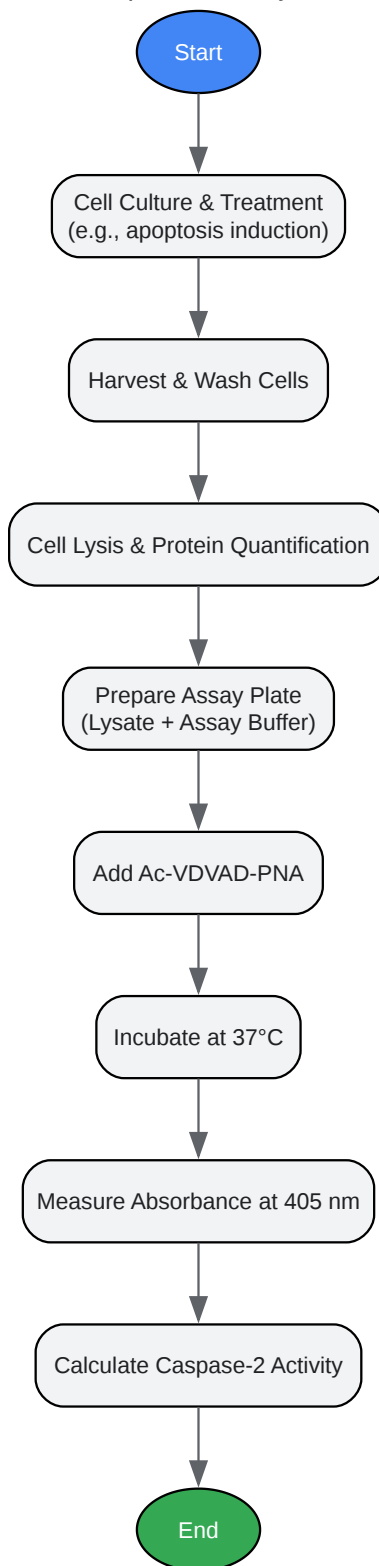 Start
Cell Culture & Treatment
(e.g., apoptosis induction)
Harvest & Wash Cells
Cell Lysis & Protein Quantification
Prepare Assay Plate
(Lysate + Assay Buffer)
Add Ac-VDVAD-PNA
Incubate at 37°C
Measure Absorbance at 405 nm
Calculate Caspase-2 Activity
End